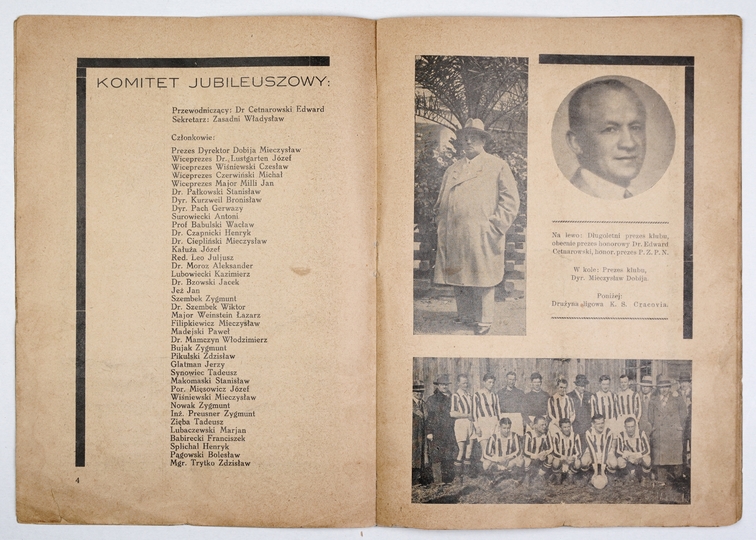 KOMITET JUBILEUSZOWY:
Przewodniczący: Dr Cetnarowski Edward
Sekretarz: Zasadni Władysław
Członkowie:
Prezes Dyrektor Dobija Mieczysław
Wiceprezes Dr. Lustgarten Józef
Wiceprezes Wiśniewski Czesław
Wiceprezes Czerwiński Michał
Wiceprezes Major Milli Jan
Dr. Pałkowski Stanisław
Dyr. Kurzweil Bronisław
Dyr. Pach Gerwazy
Surowiecki Antoni
Prof Babulski Wacław
Dr. Czapnicki Henryk
Dr. Ciepliński Mieczysław
Kałuża Józef
Red. Leo Juljusz
Dr. Moroz Aleksander
Lubowiecki Kazimierz
Dr. Bzowski Jacek
Jeż Jan
Szembek Zygmunt
Dr. Szembek Wiktor
Major Weinstein Łazarz
Filipkiewicz Mieczysław
Madejski Paweł
Dr. Mamczyn Włodzimierz
Bujak Zygmunt
Pikulski Zdzisław
Glatman Jerzy
Synowiec Tadeusz
Makomaski Stanisław
Por. Mięsowicz Józef
Wiśniewski Mieczysław
Nowak Zygmunt
Inż. Preusner Zygmunt
Zięba Tadeusz
Lubaczewski Marjan
Babirecki Franciszek
Splichal Henryk
Pagowski Bolesław
Mgr. Trytko Zdzisław
4
Na lewo: Długoletni prezes klubu,
obecnie prezes honorowy Dr. Edward
Cetnarowski, honor. prezes P. Z. P. N.
W kole: Prezes klubu,
Dyr. Mieczysław Dobija.
Poniżej:
Drużyna ligowa K. S. Cracovia.